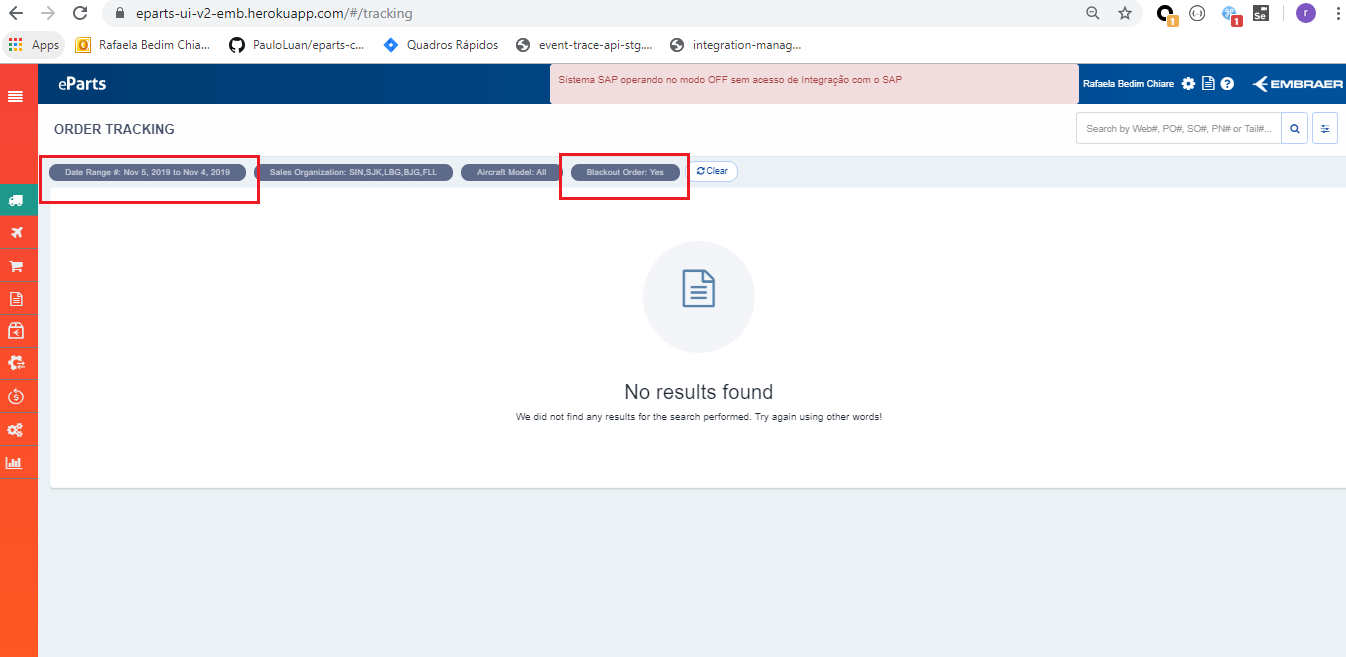 eparts-ui-v2-emb.herokuapp.com/#/tracking
1 1 Se r
Apps Rafaela Bedim Chia... PauloLuan/eparts-c... Quadros Rápidos event-trace-api-stg.... integration-manag...
eParts
Sistema SAP operando no modo OFF sem acesso de Integração com o SAP
Rafaela Bedim Chiare
EMBRAER
ORDER TRACKING
Search by Web#, PO#, SO#, PN# or Tail#...
Date Range #: Nov 5, 2019 to Nov 4, 2019 Sales Organization: SIN,SJK,LBG,BJG,FLL Aircraft Model: All Blackout Order: Yes Clear
No results found
We did not find any results for the search performed. Try again using other words!